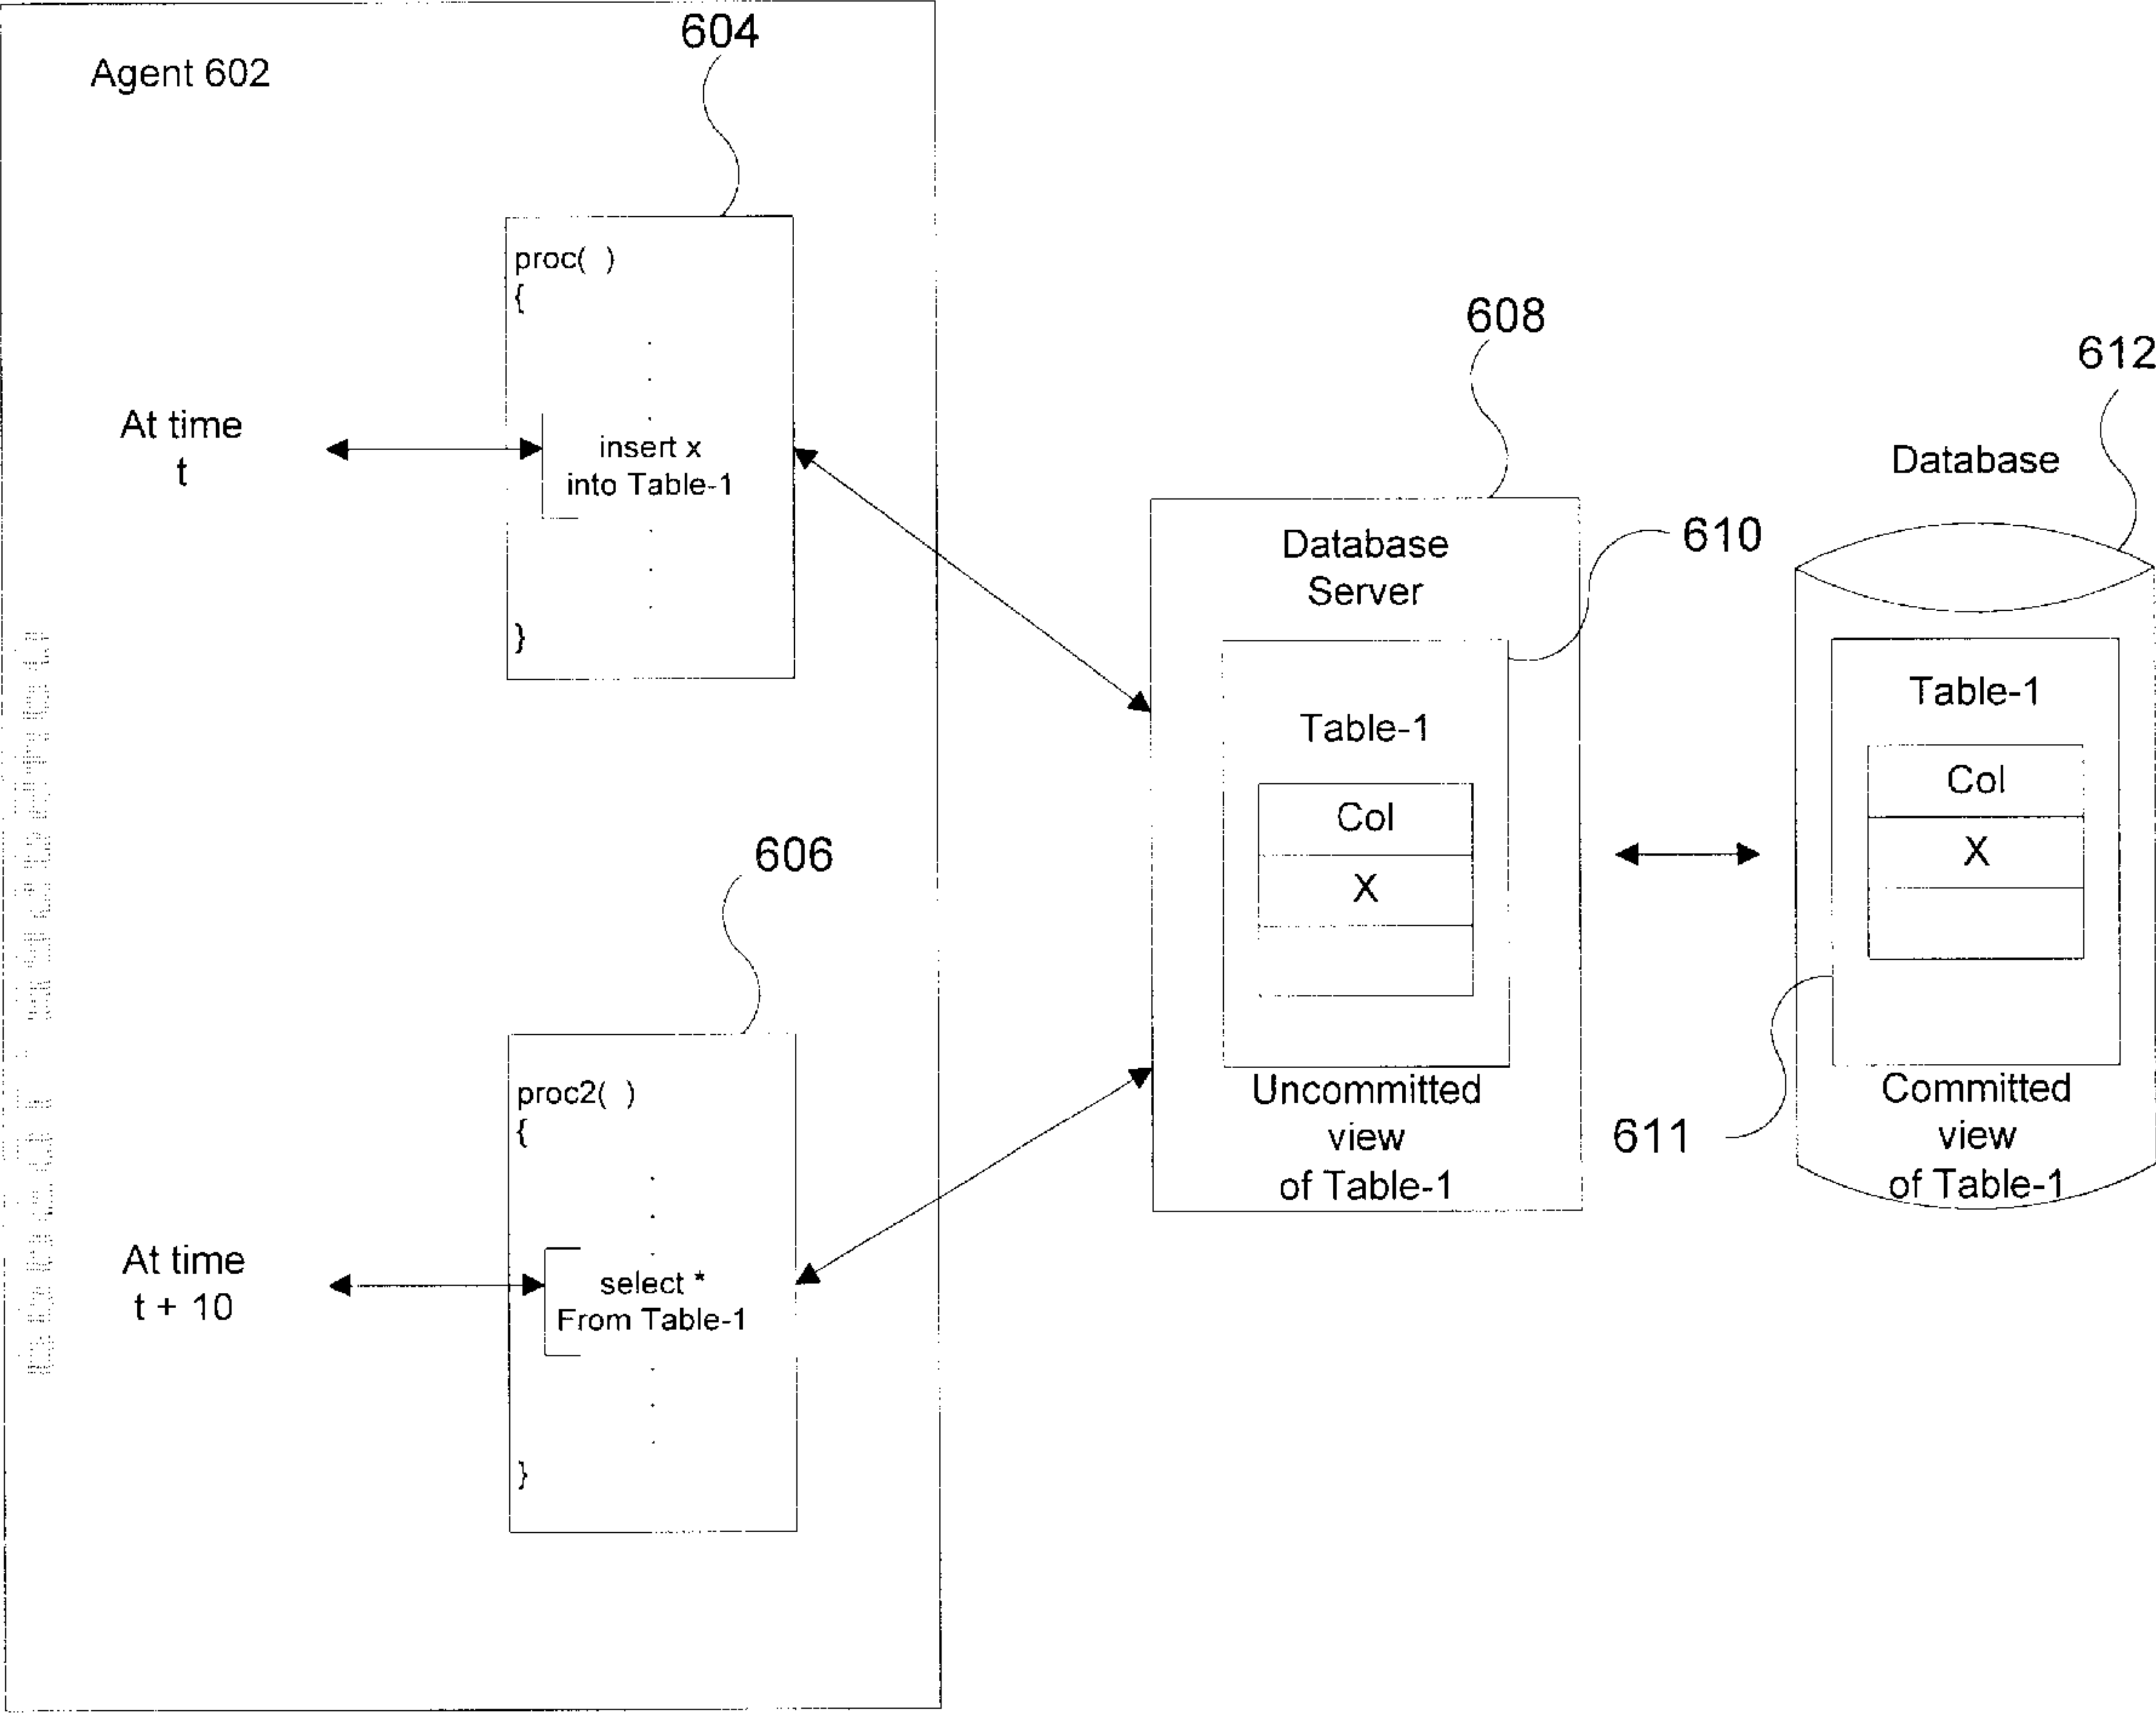 604
Agent 602
proc( )
{
At time
t
insert x
into Table-1
}
606
proc2( )
{
At time
t + 10
select *
From Table-1
}
608
Database
Server
610
Table-1
Col
X
Uncommitted
view
of Table-1
612
Database
Table-1
Col
X
611
Committed
view
of Table-1